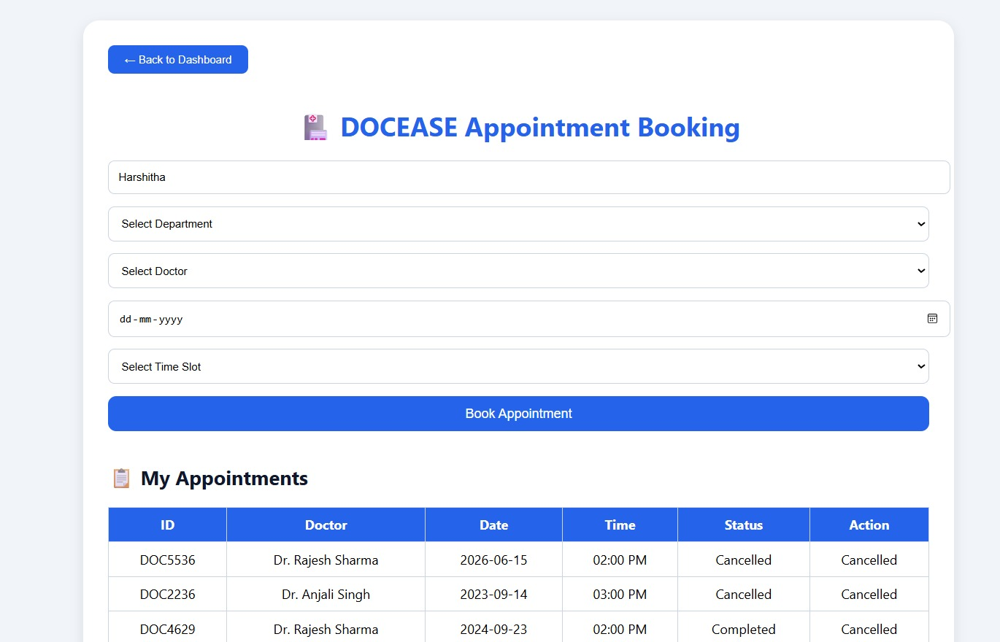 ← Back to Dashboard
DOCEASE Appointment Booking
Harshitha
Select Department
Select Doctor
dd-mm-yyyy
Select Time Slot
Book Appointment
My Appointments
ID Doctor Date Time Status Action
DOC5536 Dr. Rajesh Sharma 2026-06-15 02:00 PM Cancelled Cancelled
DOC2236 Dr. Anjali Singh 2023-09-14 03:00 PM Cancelled Cancelled
DOC4629 Dr. Rajesh Sharma 2024-09-23 02:00 PM Completed Cancelled